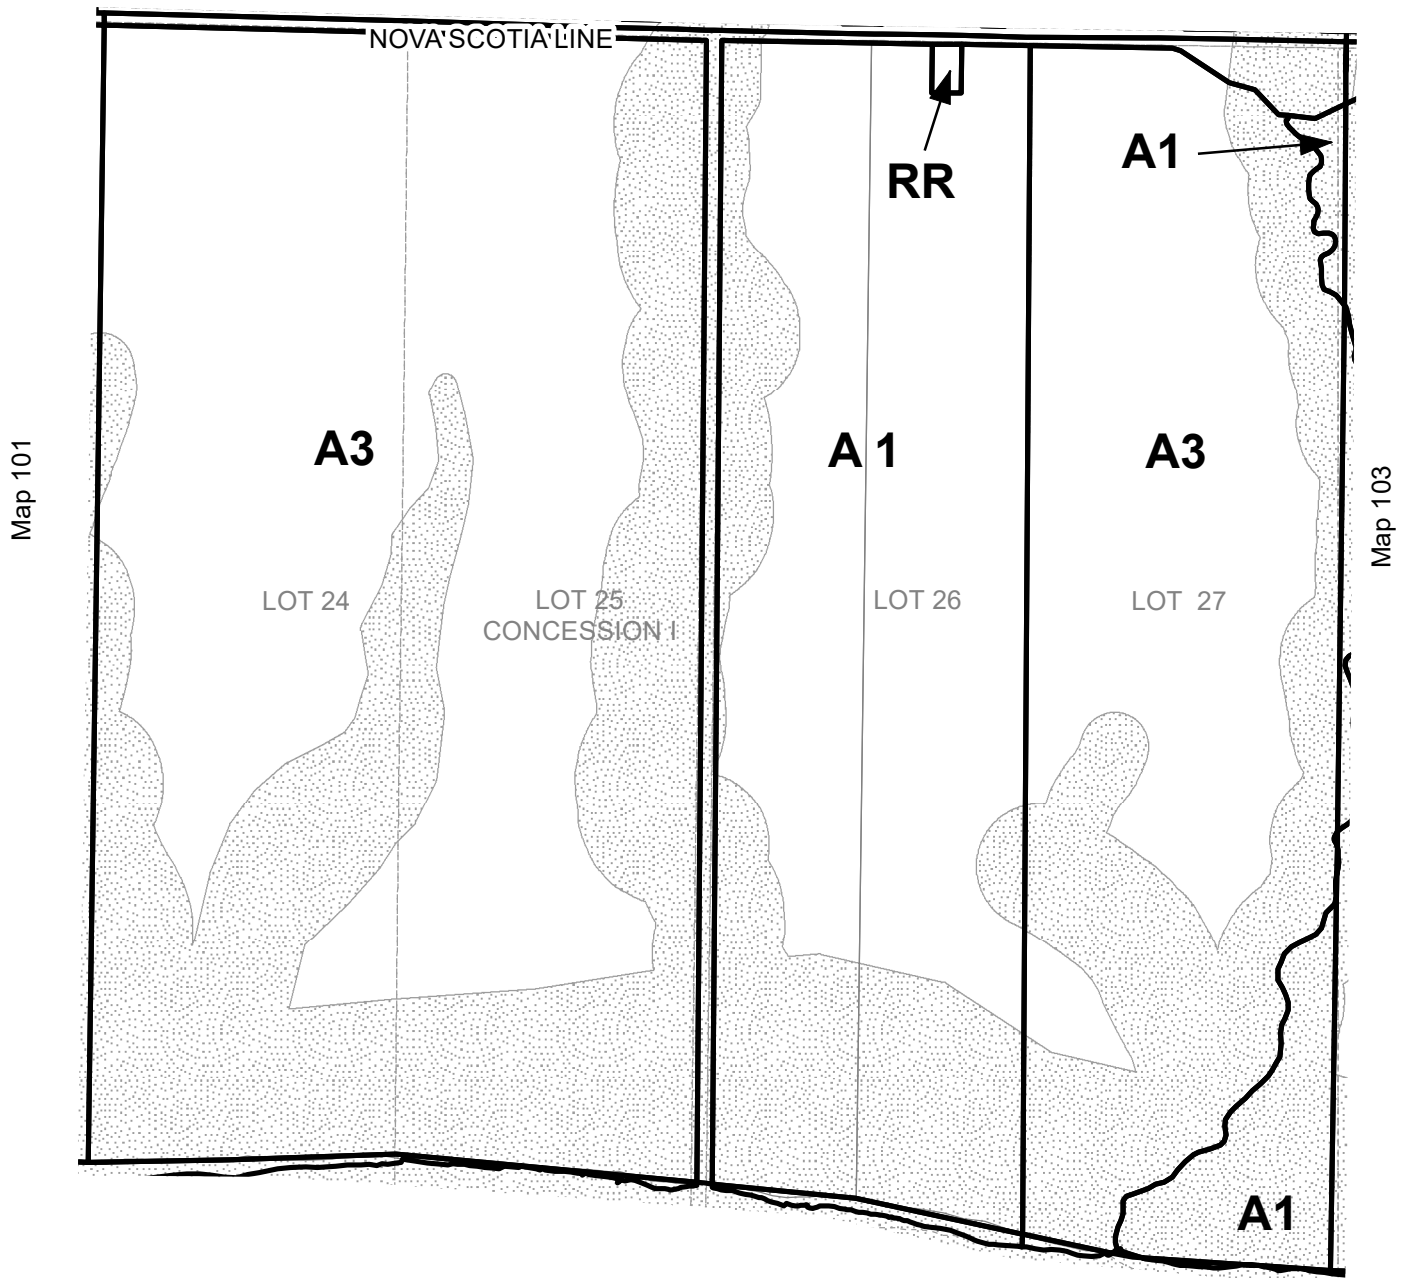 NOVA SCOTIA LINE
A1
RR
A3
A 1
A3
Map 101
Map 103
LOT 24
LOT 25
CONCESSION I
LOT 26
LOT 27
A1